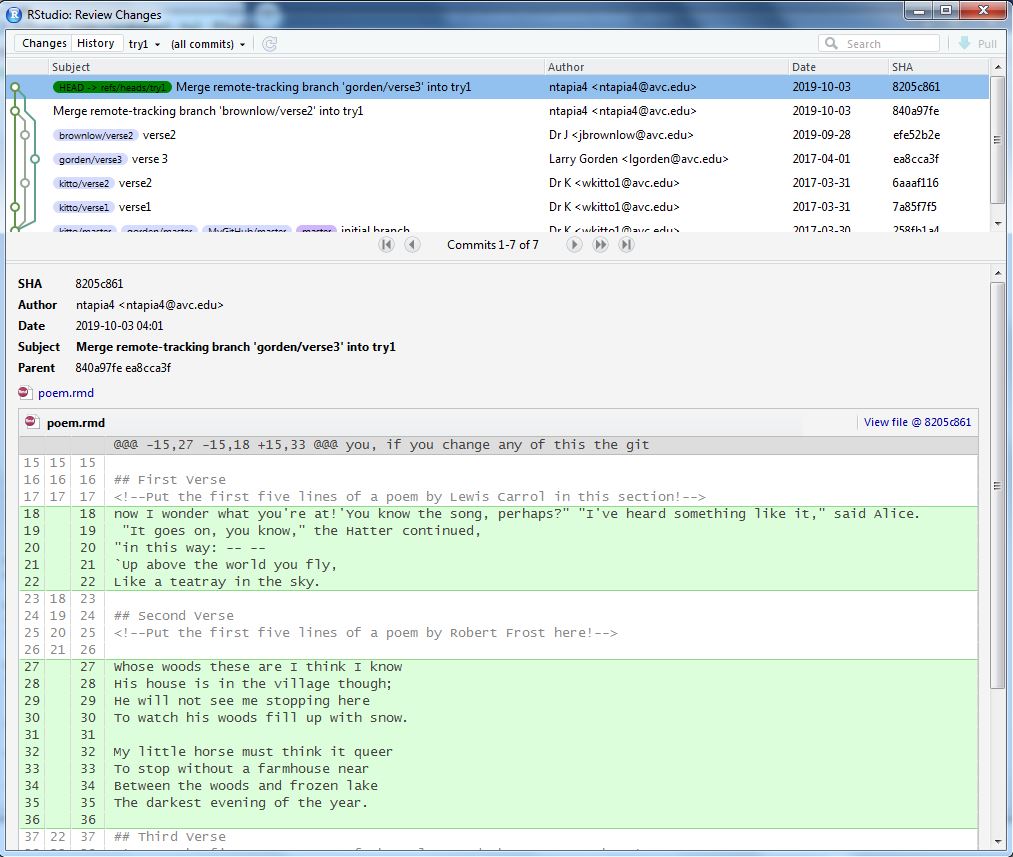 RStudio: Review Changes
Changes History try1 (all commits) Search Pull
Subject Author Date SHA
HEAD -> refs/heads/try1 Merge remote-tracking branch 'gorden/verse3' into try1 ntapia4 <ntapia4@avc.edu> 2019-10-03 8205c861
Merge remote-tracking branch 'brownlow/verse2' into try1 ntapia4 <ntapia4@avc.edu> 2019-10-03 840a97fe
brownlow/verse2 verse2 Dr J <jbrownlow@avc.edu> 2019-09-28 efe52b2e
gorden/verse3 verse 3 Larry Gorden <lgorden@avc.edu> 2017-04-01 ea8cca3f
kitto/verse2 verse2 Dr K <wkitto1@avc.edu> 2017-03-31 6aaaf116
kitto/verse1 verse1 Dr K <wkitto1@avc.edu> 2017-03-31 7a85f7f5
kitto/master gorden/master MyGitHub/master master initial branch Dr K <wkitto1@avc.edu> 2017-03-30 258fb1a4
Commits 1-7 of 7
SHA 8205c861
Author ntapia4 <ntapia4@avc.edu>
Date 2019-10-03 04:01
Subject Merge remote-tracking branch 'gorden/verse3' into try1
Parent 840a97fe ea8cca3f
poem.rmd
poem.rmd View file @ 8205c861
@@@ -15,27 -15,18 +15,33 @@@ you, if you change any of this the git
15 15 15
16 16 16 ## First Verse
17 17 17 <!--Put the first five lines of a poem by Lewis Carrol in this section!-->
18 18 now I wonder what you're at!'You know the song, perhaps?" "I've heard something like it," said Alice.
19 19 "It goes on, you know," the Hatter continued,
20 20 "in this way: -- --
21 21 `Up above the world you fly,
22 22 Like a teatray in the sky.
23 18 23
24 19 24 ## Second Verse
25 20 25 <!--Put the first five lines of a poem by Robert Frost here!-->
26 21 26
27 27 Whose woods these are I think I know
28 28 His house is in the village though;
29 29 He will not see me stopping here
30 30 To watch his woods fill up with snow.
31 31
32 32 My little horse must think it queer
33 33 To stop without a farmhouse near
34 34 Between the woods and frozen lake
35 35 The darkest evening of the year.
36 36
37 22 37 ## Third Verse